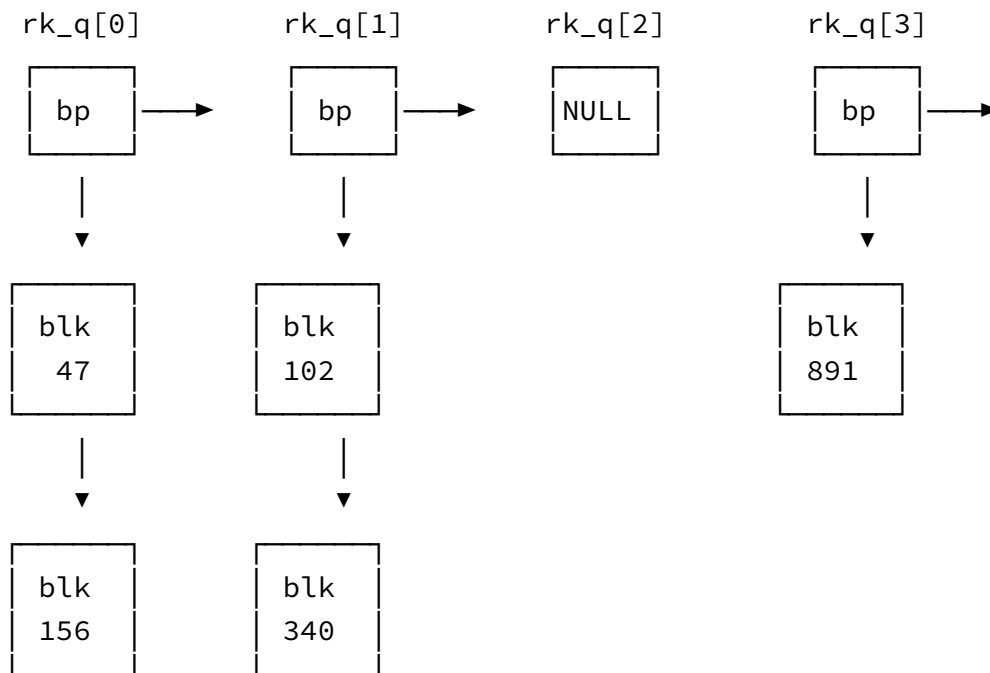 rk_q[0] rk_q[1] rk_q[2] rk_q[3]
bp bp NULL bp
blk blk blk
47 102 891
blk blk
156 340